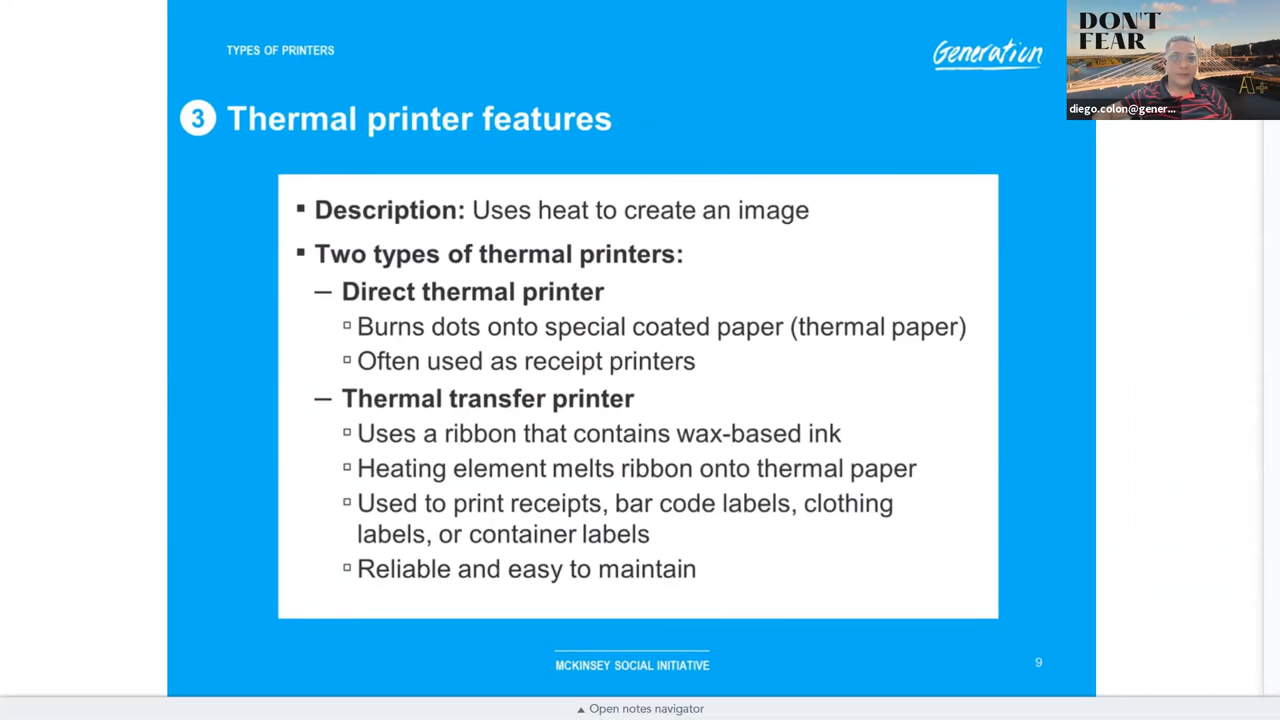 TYPES OF PRINTERS
Generation
3 Thermal printer features
▪ Description: Uses heat to create an image
▪ Two types of thermal printers:
– Direct thermal printer
▫ Burns dots onto special coated paper (thermal paper)
▫ Often used as receipt printers
– Thermal transfer printer
▫ Uses a ribbon that contains wax-based ink
▫ Heating element melts ribbon onto thermal paper
▫ Used to print receipts, bar code labels, clothing
labels, or container labels
▫ Reliable and easy to maintain
MCKINSEY SOCIAL INITIATIVE
9
DON'T
FEAR
A+
diego.colon@gener...
▲ Open notes navigator